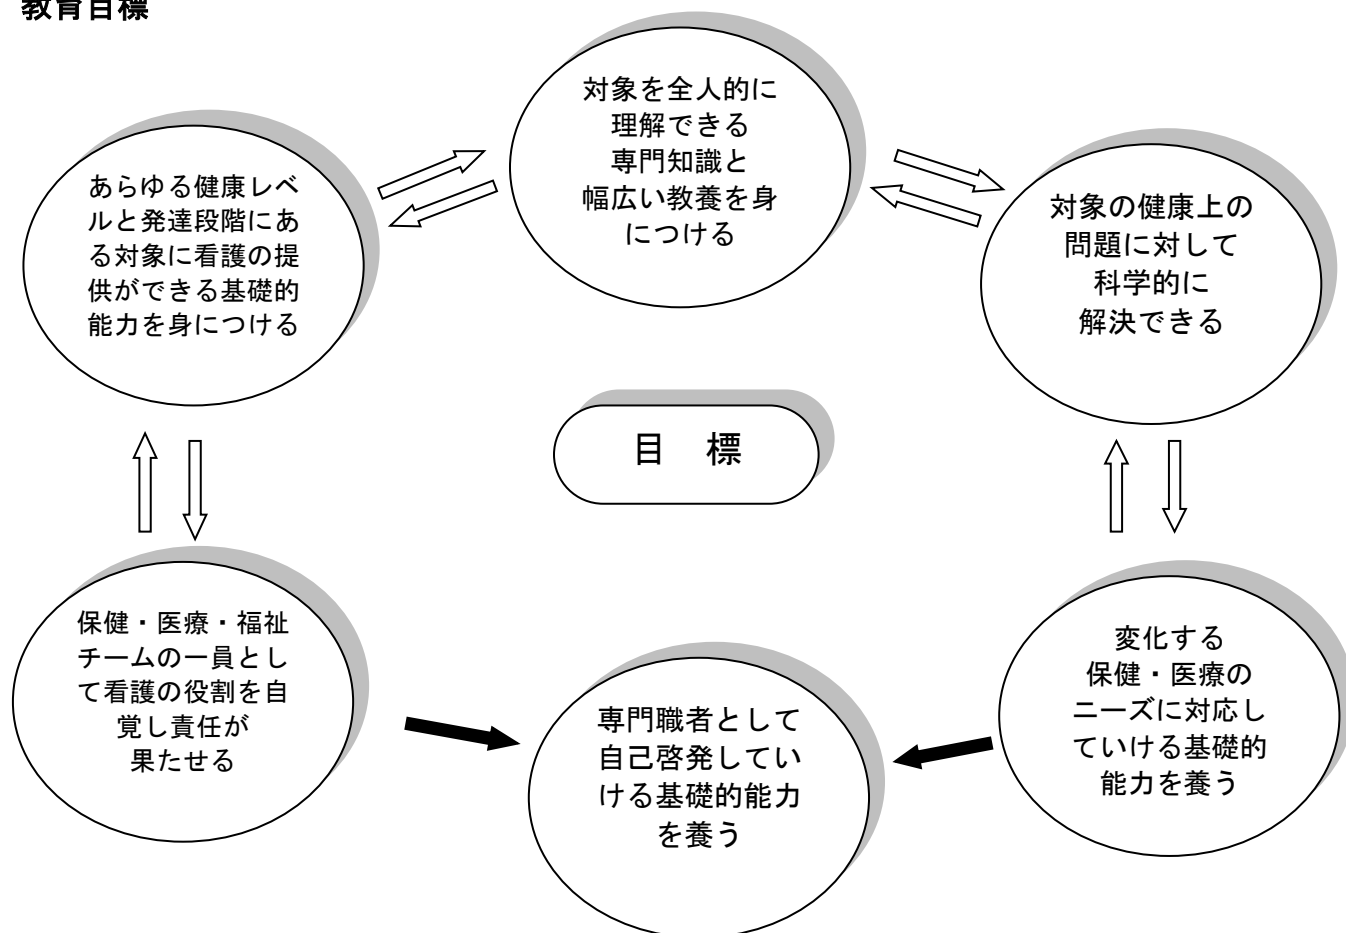 教育目標
対象を全人的に
理解できる
専門知識と
幅広い教養を身
につける
あらゆる健康レベ
ルと発達段階にあ
る対象に看護の提
供ができる基礎的
能力を身につける
対象の健康上の
問題に対して
科学的に
解決できる
目 標
保健・医療・福祉
チームの一員とし
て看護の役割を自
覚し責任が
果たせる
専門職者として
自己啓発してい
ける基礎的能力
を養う
変化する
保健・医療の
ニーズに対応し
ていける基礎的
能力を養う